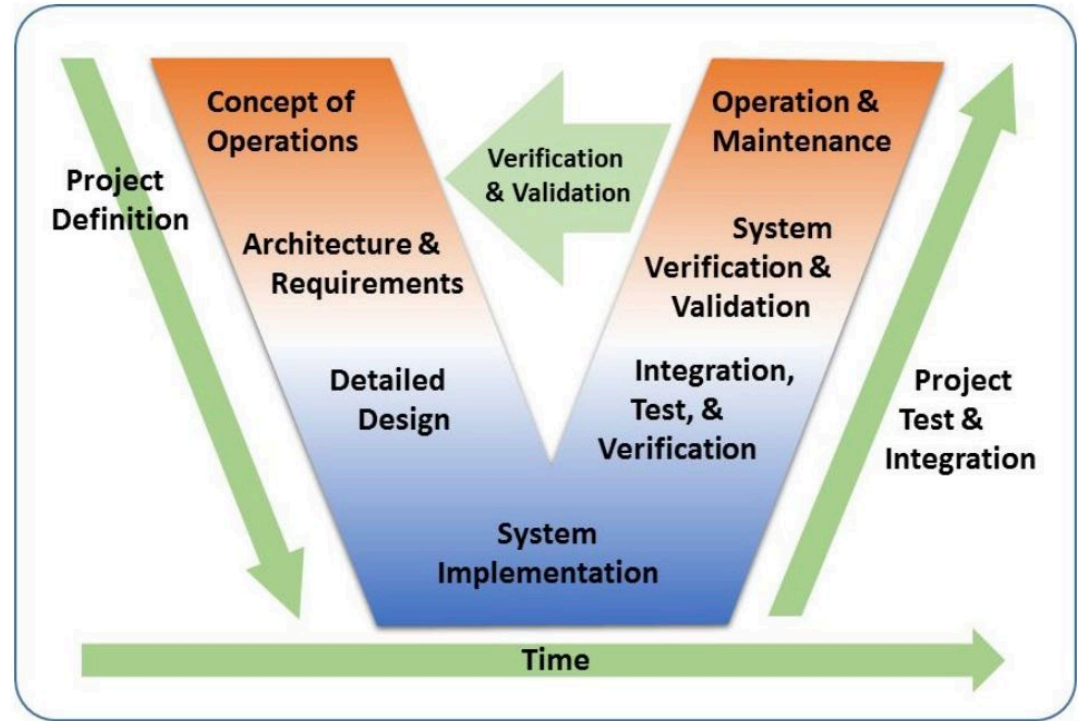 Concept of
Operations
Operation &
Maintenance
Verification
& Validation
Project
Definition
Architecture &
Requirements
System
Verification &
Validation
Detailed
Design
Integration,
Test, &
Verification
Project
Test &
Integration
System
Implementation
Time